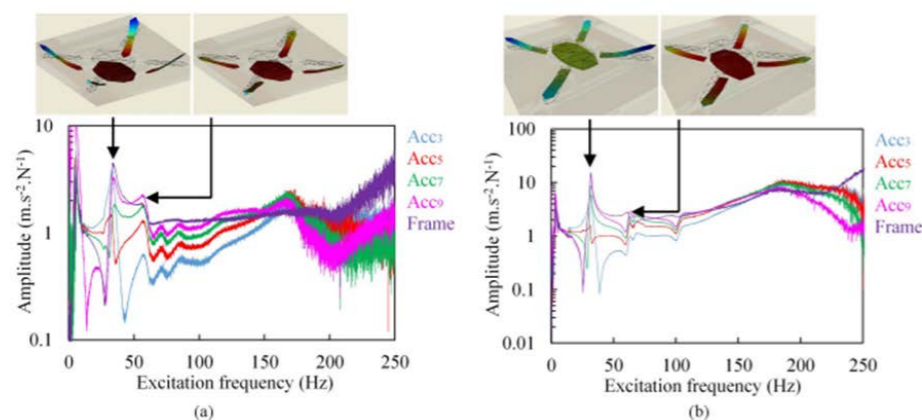 10
1
0.1
Amplitude (m.s⁻².N⁻¹)
0 50 100 150 200 250
Excitation frequency (Hz)
Acc3
Acc5
Acc7
Acc9
Frame
(a)
100
10
1
0.1
0.01
Amplitude (m.s⁻².N⁻¹)
0 50 100 150 200 250
Excitation frequency (Hz)
Acc3
Acc5
Acc7
Acc9
Frame
(b)